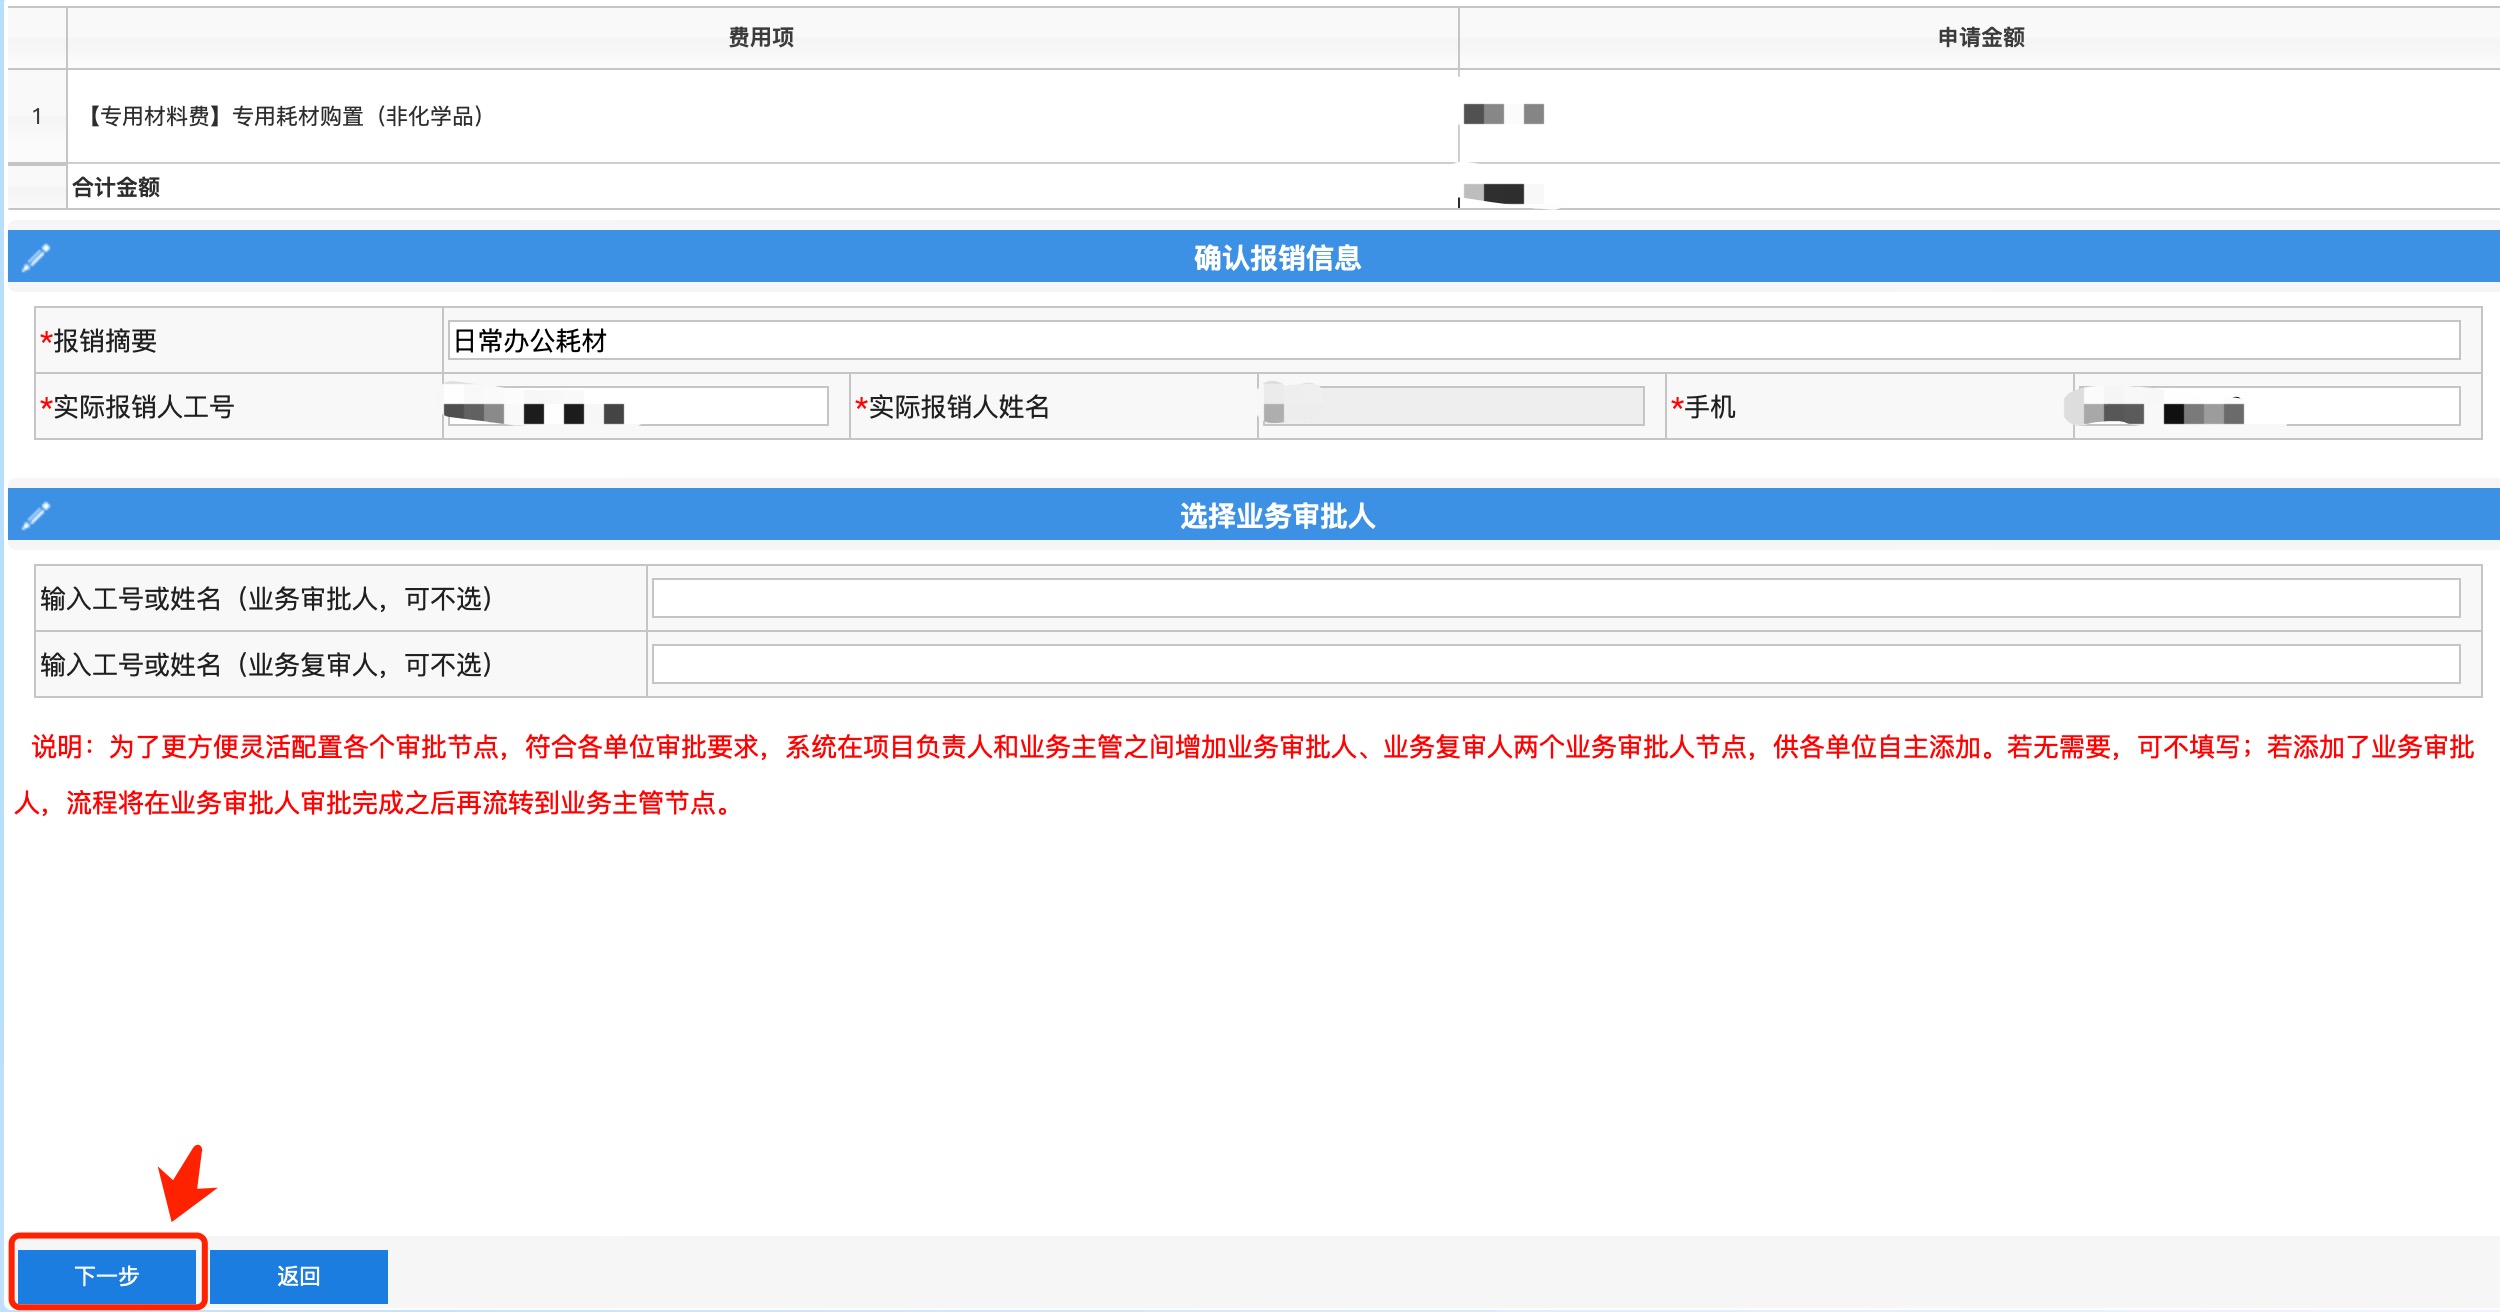 费用项 申请金额
1 【专用材料费】专用耗材购置（非化学品）
合计金额
确认报销信息
*报销摘要 日常办公耗材
*实际报销人工号 *实际报销人姓名 *手机
选择业务审批人
输入工号或姓名（业务审批人，可不选）
输入工号或姓名（业务复审人，可不选）
说明：为了更方便灵活配置各个审批节点，符合各单位审批要求，系统在项目负责人和业务主管之间增加业务审批人、业务复审人两个业务审批人节点，供各单位自主添加。若无需要，可不填写；若添加了业务审批
人，流程将在业务审批人审批完成之后再流转到业务主管节点。
下一步 返回